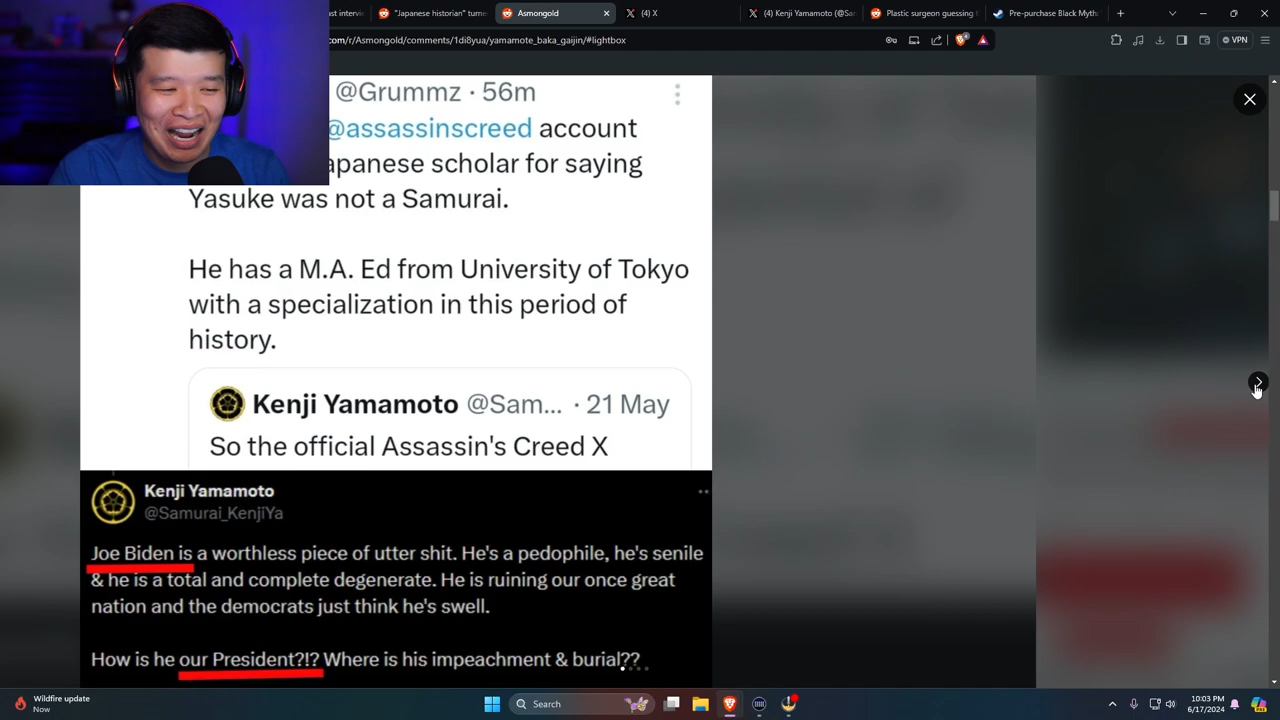 ast intervi
"Japanese historian" turne
Asmongold
(4) X
(4) Kenji Yamamoto (@Sa
Plastic surgeon guessing
Pre-purchase Black Myth
.com/r/Asmongold/comments/1di8yua/yamamote_baka_gaijin/#lightbox
VPN
@Grummz · 56m
@assassinscreed account
apanese scholar for saying
Yasuke was not a Samurai.
He has a M.A. Ed from University of Tokyo
with a specialization in this period of
history.
Kenji Yamamoto @Sam... · 21 May
So the official Assassin's Creed X
Kenji Yamamoto
@Samurai_KenjiYa
Joe Biden is a worthless piece of utter shit. He's a pedophile, he's senile
& he is a total and complete degenerate. He is ruining our once great
nation and the democrats just think he's swell.
How is he our President?!? Where is his impeachment & burial??
Wildfire update
Now
Search
10:03 PM
6/17/2024